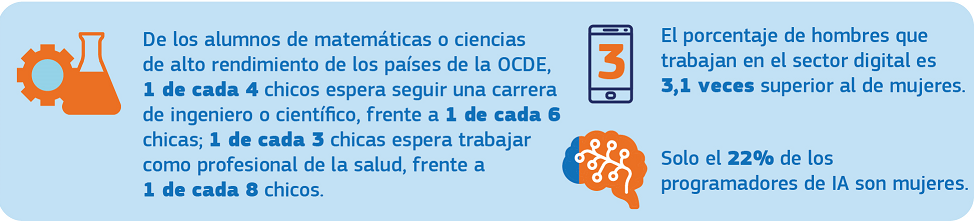 De los alumnos de matemáticas o ciencias
de alto rendimiento de los países de la OCDE,
1 de cada 4 chicos espera seguir una carrera
de ingeniero o científico, frente a 1 de cada 6
chicas; 1 de cada 3 chicas espera trabajar
como profesional de la salud, frente a
1 de cada 8 chicos.
3
El porcentaje de hombres que
trabajan en el sector digital es
3,1 veces superior al de mujeres.
Solo el 22% de los
programadores de IA son mujeres.